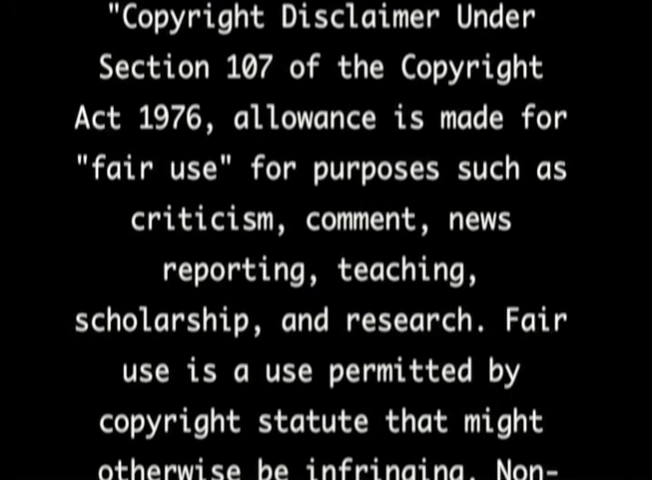 "Copyright Disclaimer Under
Section 107 of the Copyright
Act 1976, allowance is made for
"fair use" for purposes such as
criticism, comment, news
reporting, teaching,
scholarship, and research. Fair
use is a use permitted by
copyright statute that might
otherwise be infringing. Non-